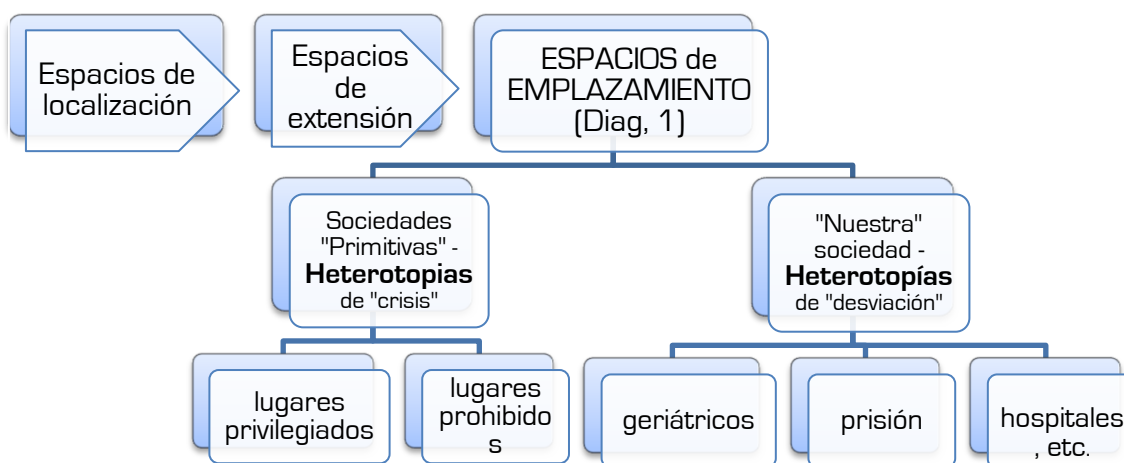 Espacios de
localización
Espacios
de
extensión
ESPACIOS de
EMPLAZAMIENTO
(Diag, 1)
Sociedades
"Primitivas" -
Heterotopias
de "crisis"
"Nuestra"
sociedad -
Heterotopías
de "desviación"
lugares
privilegiados
lugares
prohibido
s
geriátricos
prisión
hospitales
, etc.